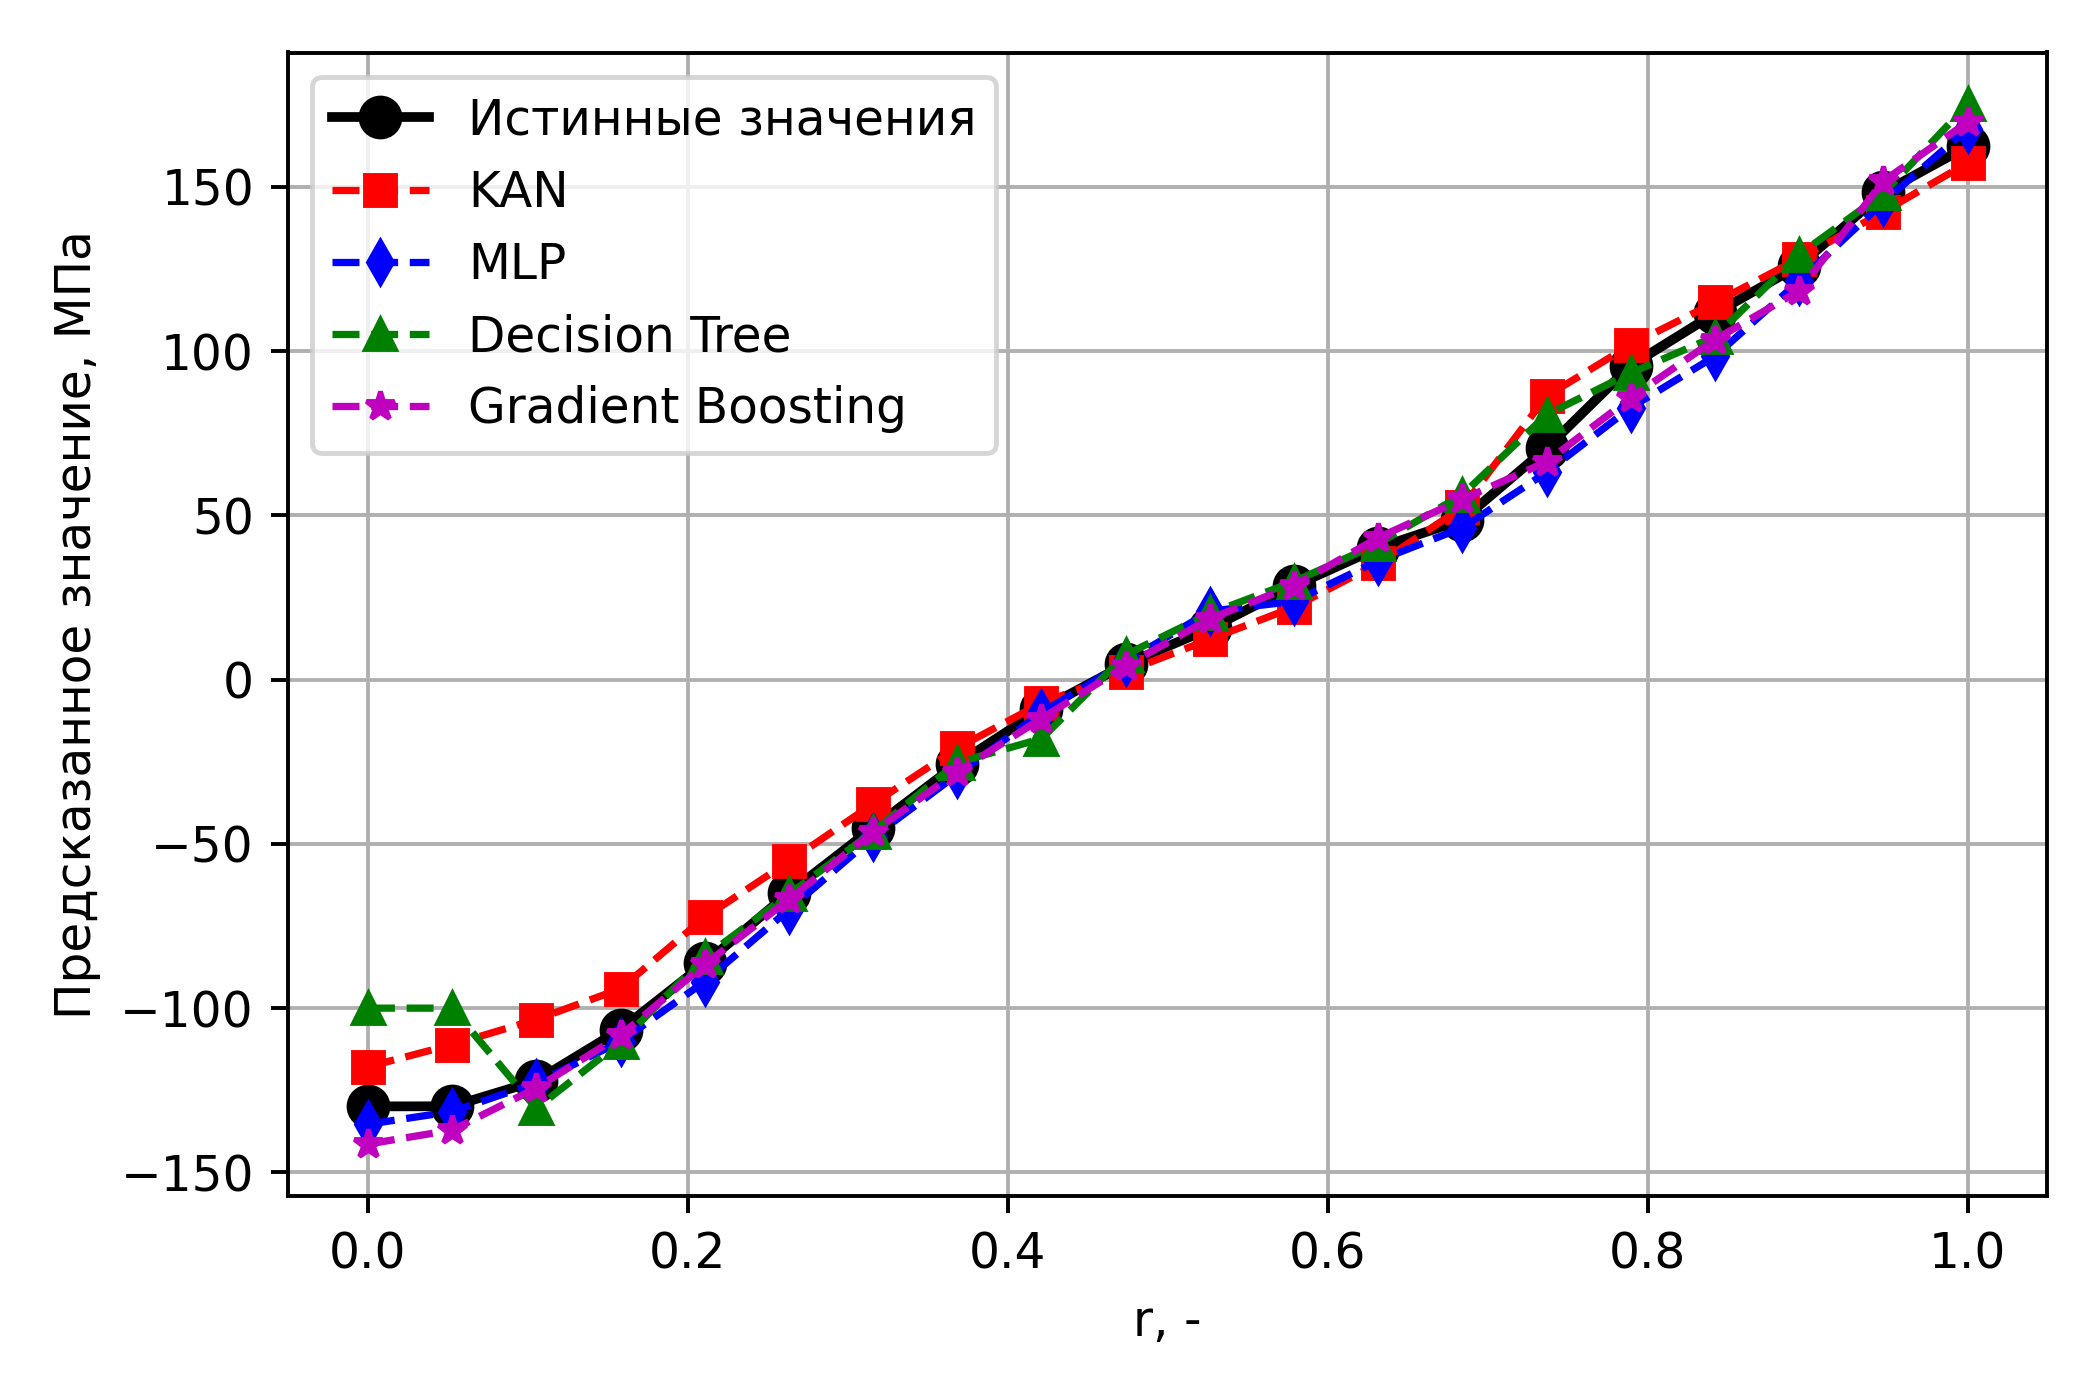 Истинные значения
KAN
MLP
Decision Tree
Gradient Boosting
Предсказанное значение, МПа
150
100
50
0
−50
−100
−150
0.0 0.2 0.4 0.6 0.8 1.0
r, -